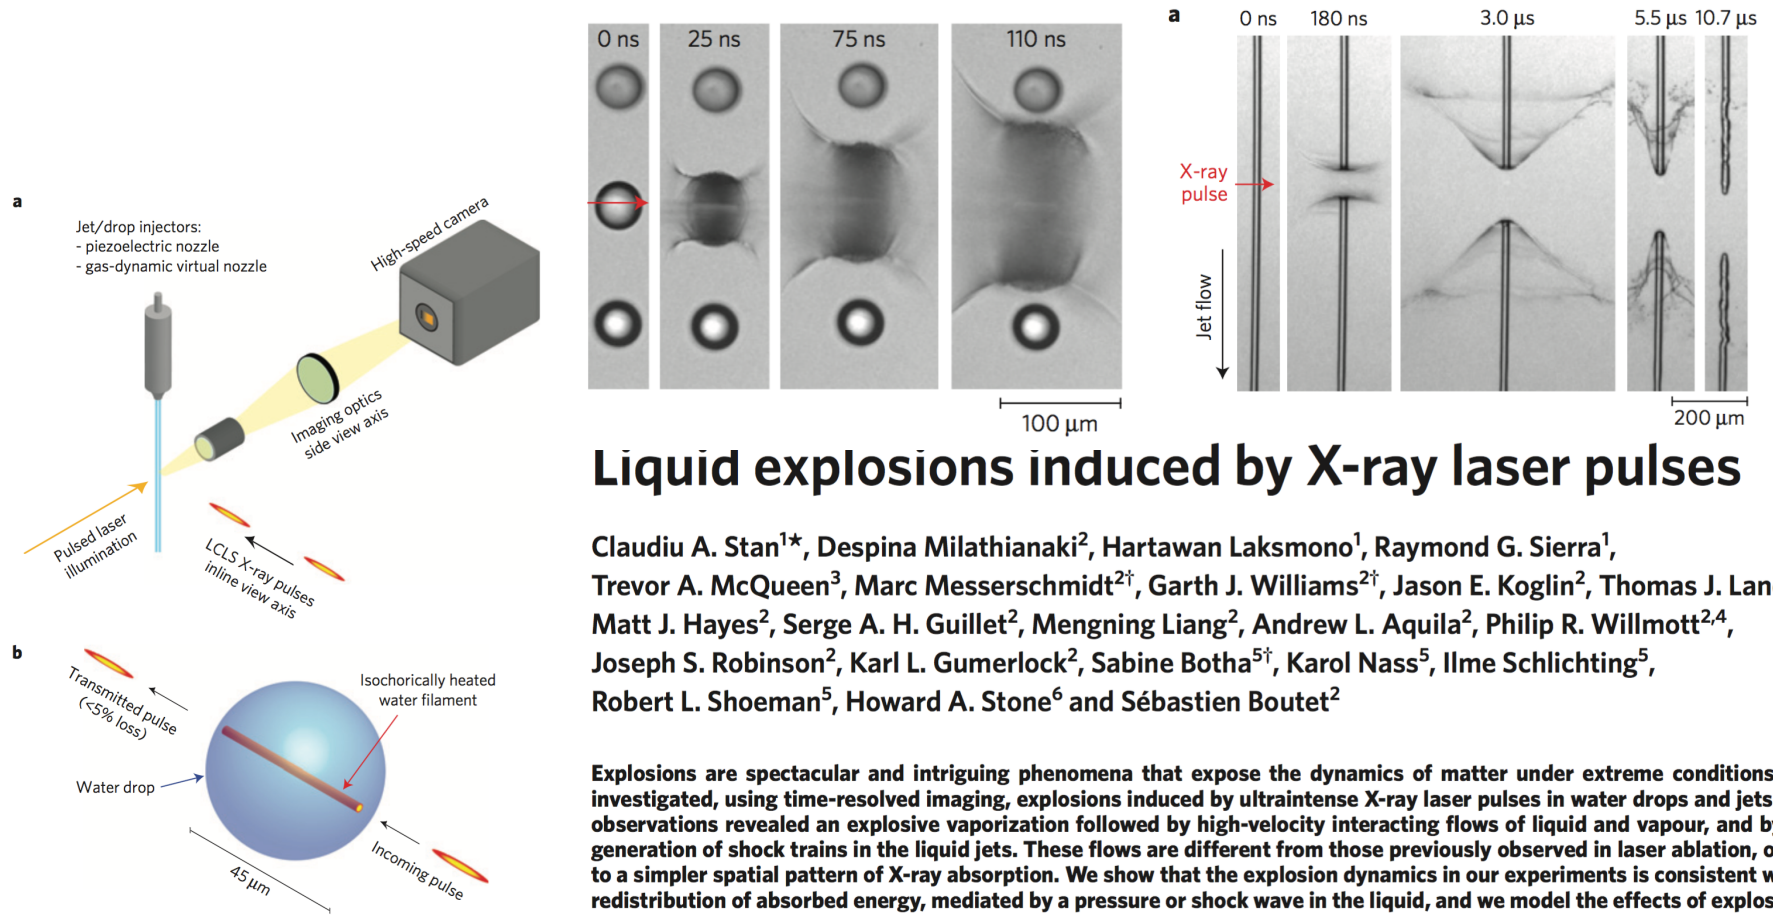 a
Jet/drop injectors:
- piezoelectric nozzle
- gas-dynamic virtual nozzle
High-speed camera
Imaging optics
side view axis
Pulsed laser
illumination
LCLS X-ray pulses
inline view axis
b
Transmitted pulse
(<5% loss)
Isochorically heated
water filament
Water drop
Incoming pulse
45 µm
0 ns
25 ns
75 ns
110 ns
100 µm
a
0 ns
180 ns
3.0 µs
5.5 µs
10.7 µs
X-ray
pulse
Jet flow
200 µm
Liquid explosions induced by X-ray laser pulses
Claudiu A. Stan1★, Despina Milathianaki2, Hartawan Laksmono1, Raymond G. Sierra1,
Trevor A. McQueen3, Marc Messerschmidt2†, Garth J. Williams2†, Jason E. Koglin2, Thomas J. Lan
Matt J. Hayes2, Serge A. H. Guillet2, Mengning Liang2, Andrew L. Aquila2, Philip R. Willmott2,4,
Joseph S. Robinson2, Karl L. Gumerlock2, Sabine Botha5†, Karol Nass5, Ilme Schlichting5,
Robert L. Shoeman5, Howard A. Stone6 and Sébastien Boutet2
Explosions are spectacular and intriguing phenomena that expose the dynamics of matter under extreme conditions
investigated, using time-resolved imaging, explosions induced by ultraintense X-ray laser pulses in water drops and jets
observations revealed an explosive vaporization followed by high-velocity interacting flows of liquid and vapour, and b
generation of shock trains in the liquid jets. These flows are different from those previously observed in laser ablation, o
to a simpler spatial pattern of X-ray absorption. We show that the explosion dynamics in our experiments is consistent w
redistribution of absorbed energy, mediated by a pressure or shock wave in the liquid, and we model the effects of explos